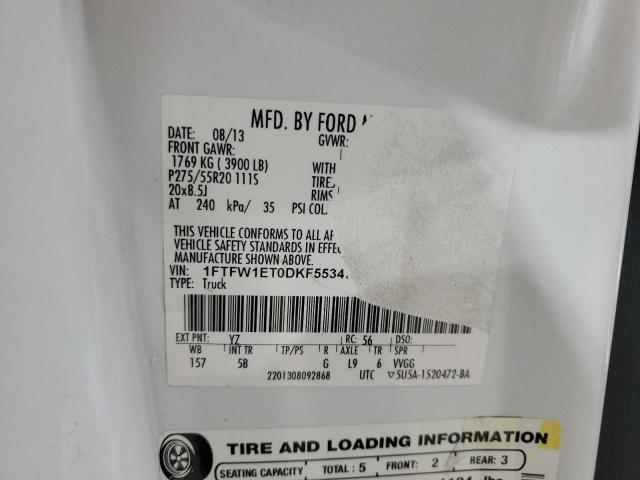 MFD. BY FORD
DATE: 08/13 GVWR:
FRONT GAWR:
1769 KG ( 3900 LB) WITH
P275/55R20 111S TIRES
20x8.5J RIMS
AT 240 kPa/ 35 PSI COL
THIS VEHICLE CONFORMS TO ALL
VEHICLE SAFETY STANDARDS IN
MANUFACTURE SHOWN ABOVE.
VIN: 1FTFW1ET0DKF5534
TYPE: Truck
EXT PNT: YZ RC: 56 DSO:
WB INT TR TP/PS R AXLE TR SPR
157 5B G L9 6 VVGG
2201308092868 UTC ▽5U5A-1520472-BA
TIRE AND LOADING INFORMATION
SEATING CAPACITY TOTAL : 5 FRONT: 2 REAR: 3